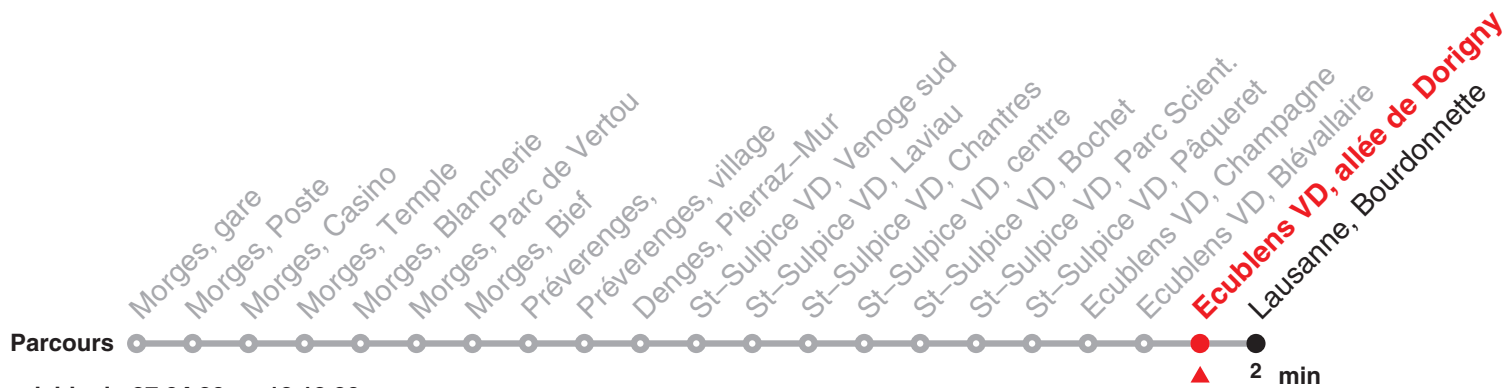 Morges, gare
Morges, Poste
Morges, Casino
Morges, Temple
Morges, Blancherie
Morges, Parc de Vertou
Morges, Bief
Préverenges,
Préverenges, village
Denges, Pierraz–Mur
St–Sulpice VD, Venoge sud
St–Sulpice VD, Laviau
St–Sulpice VD, Chantres
St–Sulpice VD, centre
St–Sulpice VD, Bochet
St–Sulpice VD, Parc Scient.
St–Sulpice VD, Pâqueret
Ecublens VD, Champagne
Ecublens VD, Blévallaire
Ecublens VD, allée de Dorigny
Lausanne, Bourdonnette
Parcours
2 min